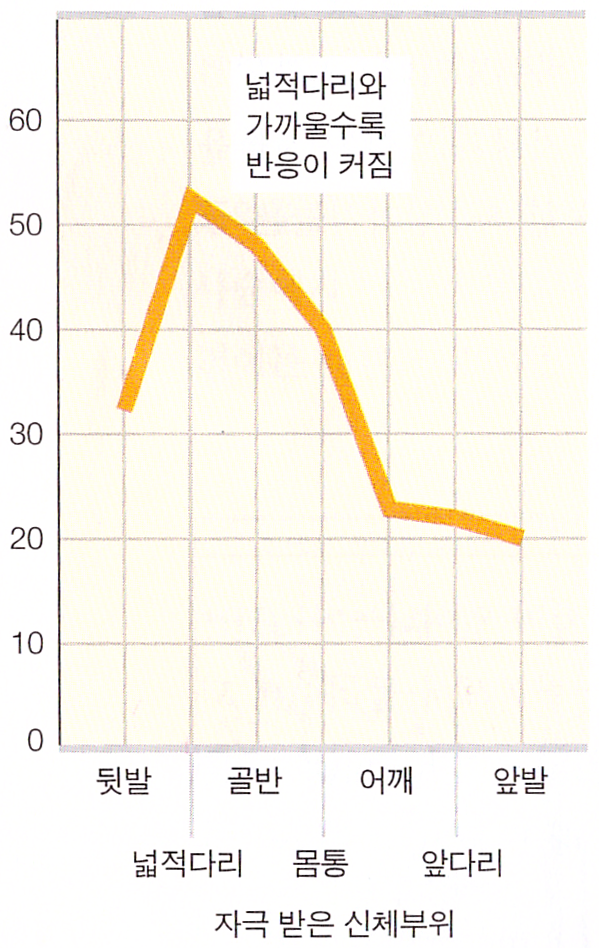 넓적다리와
가까울수록
반응이 커짐
60
50
40
30
20
10
0
뒷발
골반
어깨
앞발
넓적다리
몸통
앞다리
자극 받은 신체부위